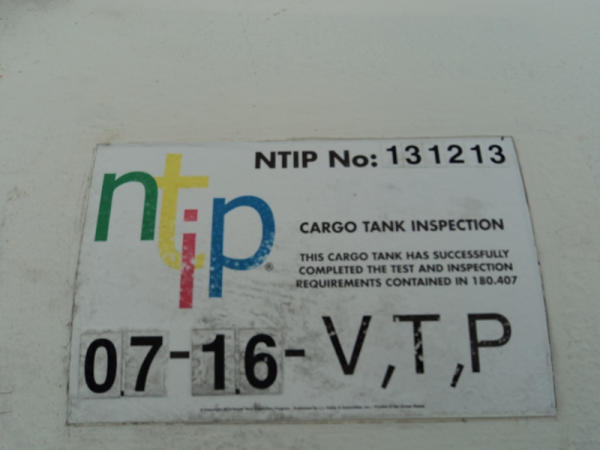 NTIP No: 131213
ntip®
CARGO TANK INSPECTION
THIS CARGO TANK HAS SUCCESSFULLY
COMPLETED THE TEST AND INSPECTION
REQUIREMENTS CONTAINED IN 180.407
07-16-V,T,P